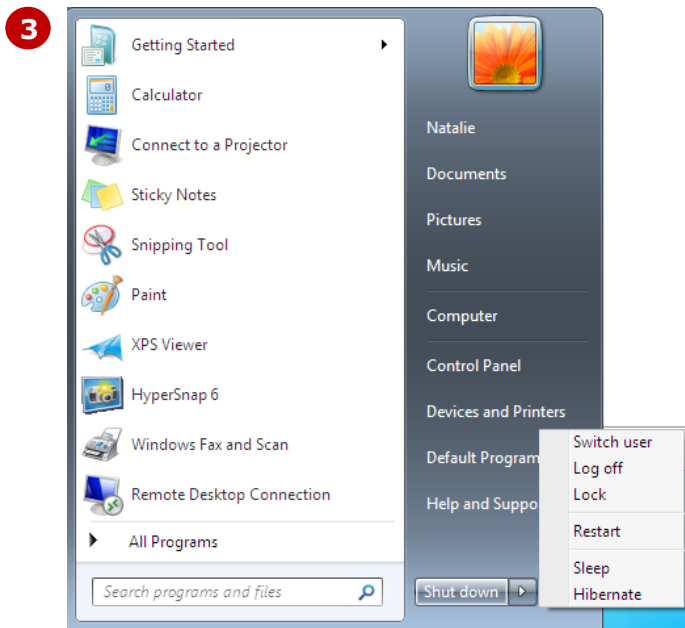 3
Getting Started
Calculator
Connect to a Projector
Sticky Notes
Snipping Tool
Paint
XPS Viewer
HyperSnap 6
Windows Fax and Scan
Remote Desktop Connection
All Programs
Search programs and files
Natalie
Documents
Pictures
Music
Computer
Control Panel
Devices and Printers
Default Program
Help and Suppo
Shut down
Switch user
Log off
Lock
Restart
Sleep
Hibernate